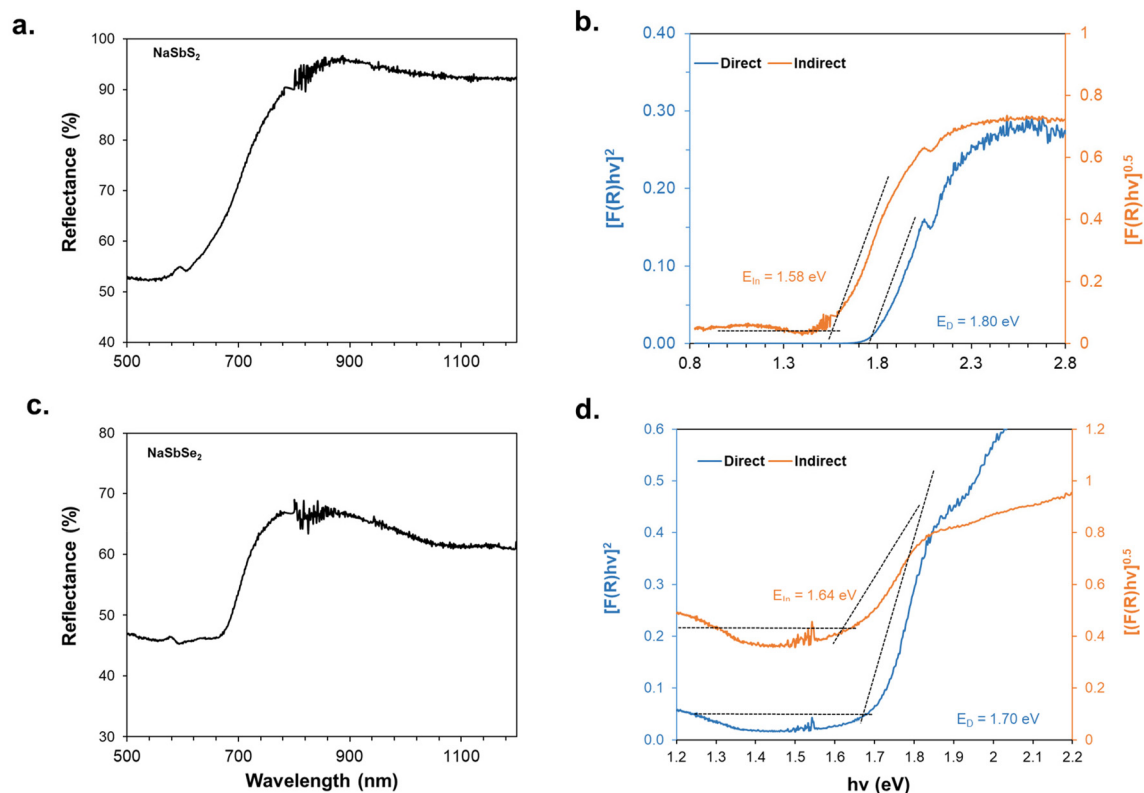 a.
NaSbS₂
Reflectance (%)
100
90
80
70
60
50
40
500
700
900
1100
b.
Direct
Indirect
[F(R)hv]²
0.40
0.30
0.20
0.10
0.00
[F(R)hv]⁰·⁵
1
0.8
0.6
0.4
0.2
0
E_In = 1.58 eV
E_D = 1.80 eV
0.8
1.3
1.8
2.3
2.8
c.
NaSbSe₂
Reflectance (%)
80
70
60
50
40
30
500
700
900
1100
Wavelength (nm)
d.
Direct
Indirect
[F(R)hv]²
0.6
0.5
0.4
0.3
0.2
0.1
0.0
[(F(R)hv]⁰·⁵
1.2
1
0.8
0.6
0.4
0.2
0
E_In = 1.64 eV
E_D = 1.70 eV
1.2
1.3
1.4
1.5
1.6
1.7
1.8
1.9
2
2.1
2.2
hv (eV)